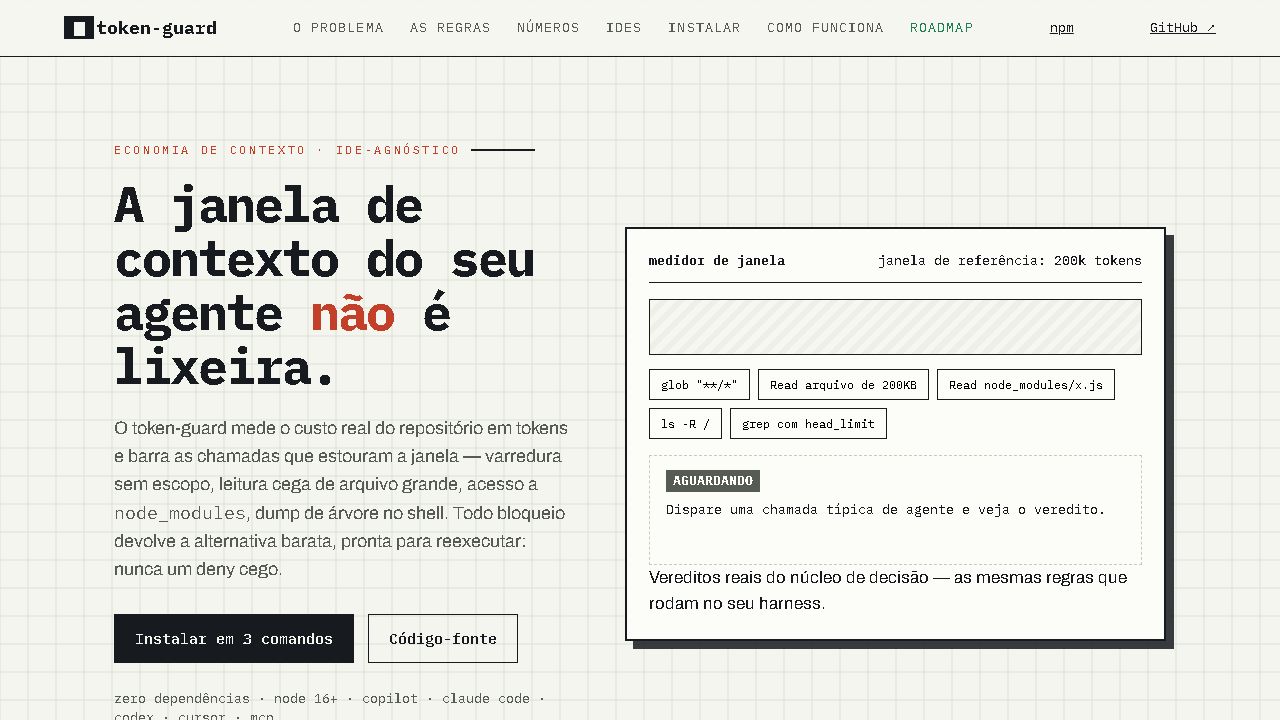 token-guard
O PROBLEMA
AS REGRAS
NÚMEROS
IDES
INSTALAR
COMO FUNCIONA
ROADMAP
npm
GitHub ↗
ECONOMIA DE CONTEXTO · IDE-AGNÓSTICO
A janela de
contexto do seu
agente não é
lixeira.
O token-guard mede o custo real do repositório em tokens
e barra as chamadas que estouram a janela — varredura
sem escopo, leitura cega de arquivo grande, acesso a
node_modules, dump de árvore no shell. Todo bloqueio
devolve a alternativa barata, pronta para reexecutar:
nunca um deny cego.
Instalar em 3 comandos
Código-fonte
zero dependências · node 16+ · copilot · claude code ·
codex · cursor · mcp
medidor de janela
janela de referência: 200k tokens
glob "**/*"
Read arquivo de 200KB
Read node_modules/x.js
ls -R /
grep com head_limit
AGUARDANDO
Dispare uma chamada típica de agente e veja o veredito.
Vereditos reais do núcleo de decisão — as mesmas regras que
rodam no seu harness.